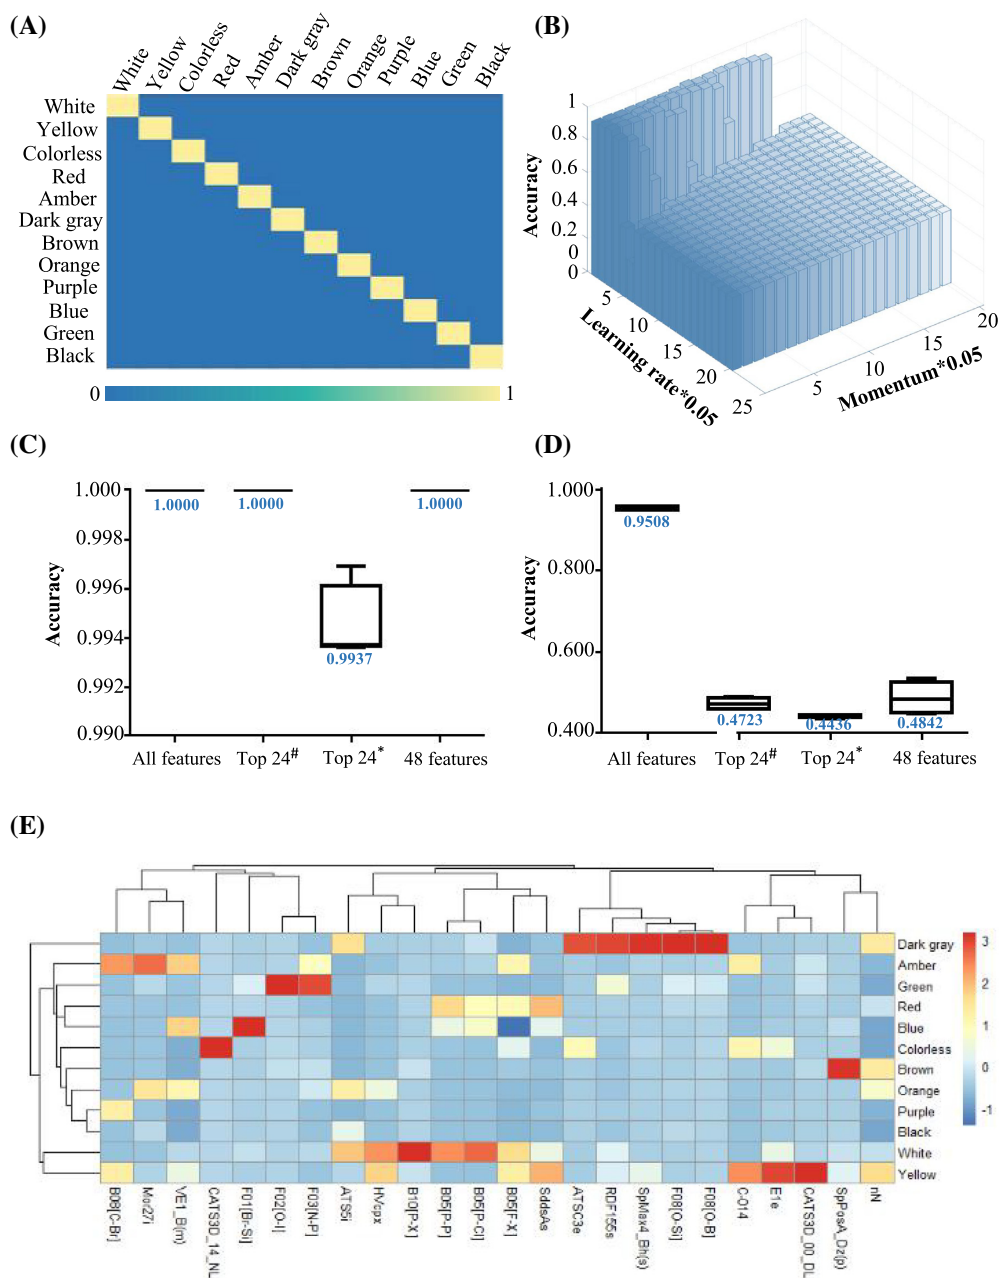 (A)
White
Yellow
Colorless
Red
Amber
Dark gray
Brown
Orange
Purple
Blue
Green
Black
White
Yellow
Colorless
Red
Amber
Dark gray
Brown
Orange
Purple
Blue
Green
Black
0
1
(B)
1
0.8
0.6
0.4
0.2
0
0
Accuracy
5
10
15
20
25
Learning rate*0.05
5
10
15
20
Momentum*0.05
(C)
1.000
0.998
0.996
0.994
0.992
0.990
Accuracy
1.0000
1.0000
0.9937
1.0000
All features
Top 24#
Top 24*
48 features
(D)
1.000
0.800
0.600
0.400
Accuracy
0.9508
0.4723
0.4436
0.4842
All features
Top 24#
Top 24*
48 features
(E)
Dark gray
Amber
Green
Red
Blue
Colorless
Brown
Orange
Purple
Black
White
Yellow
3
2
1
0
-1
B08[C-Br]
Mor27i
VE1_B(m)
CATS3D_14_NL
F01[Br-Si]
F02[O-I]
F03[N-P]
ATS5i
HVcpx
B10[P-X]
B05[P-P]
B05[P-Cl]
B05[F-X]
SddsAs
ATSC3e
RDF155s
SpMax4_Bh(s)
F08[O-Si]
F08[O-B]
C-014
E1e
CATS3D_00_DL
SpPosA_Dz(p)
nN